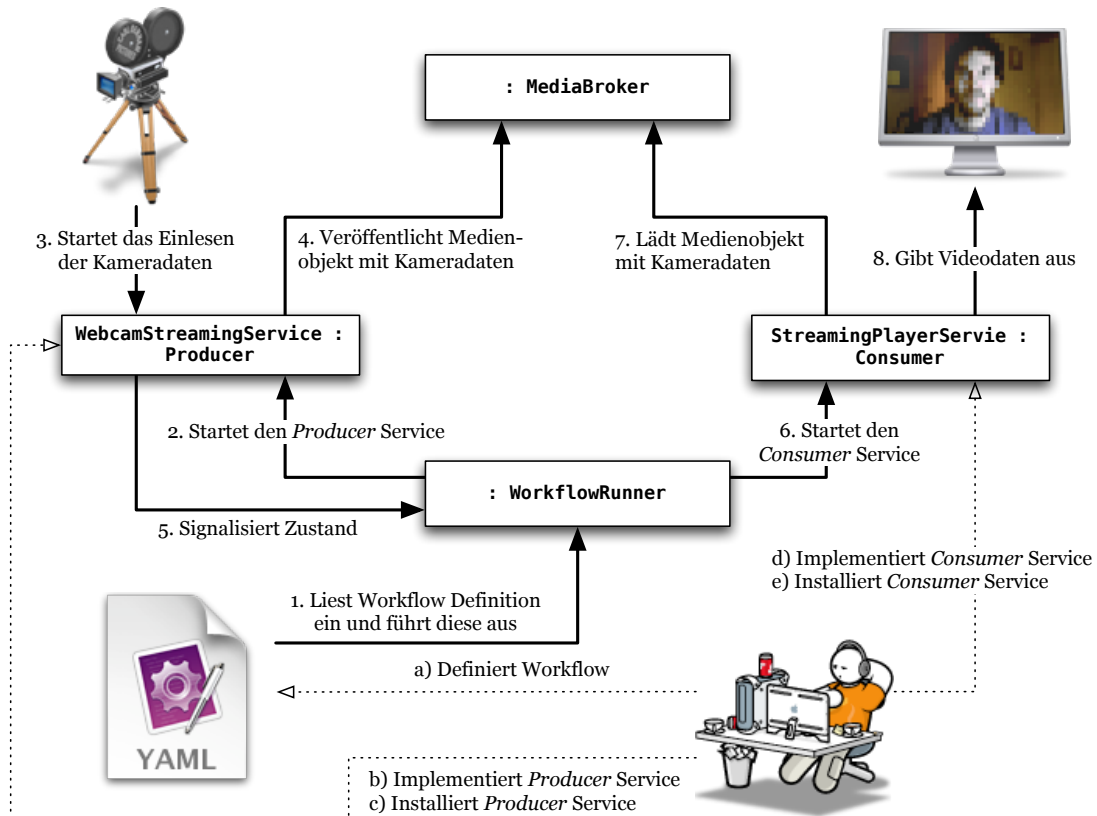 : MediaBroker
3. Startet das Einlesen
der Kameradaten
4. Veröffentlicht Medien-
objekt mit Kameradaten
7. Lädt Medienobjekt
mit Kameradaten
8. Gibt Videodaten aus
WebcamStreamingService :
Producer
StreamingPlayerServie :
Consumer
2. Startet den Producer Service
6. Startet den
Consumer Service
: WorkflowRunner
5. Signalisiert Zustand
d) Implementiert Consumer Service
e) Installiert Consumer Service
1. Liest Workflow Definition
ein und führt diese aus
a) Definiert Workflow
YAML
b) Implementiert Producer Service
c) Installiert Producer Service